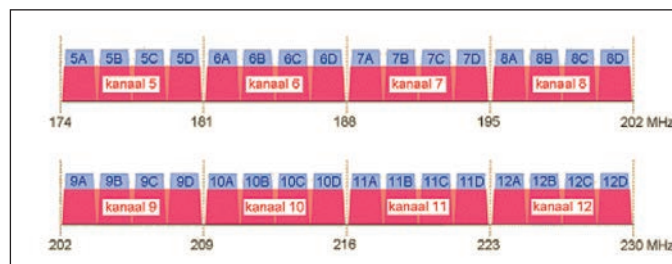 5A 5B 5C 5D 6A 6B 6C 6D 7A 7B 7C 7D 8A 8B 8C 8D
kanaal 5 kanaal 6 kanaal 7 kanaal 8
174 181 188 195 202 MHz
9A 9B 9C 9D 10A 10B 10C 10D 11A 11B 11C 11D 12A 12B 12C 12D
kanaal 9 kanaal 10 kanaal 11 kanaal 12
202 209 216 223 230 MHz